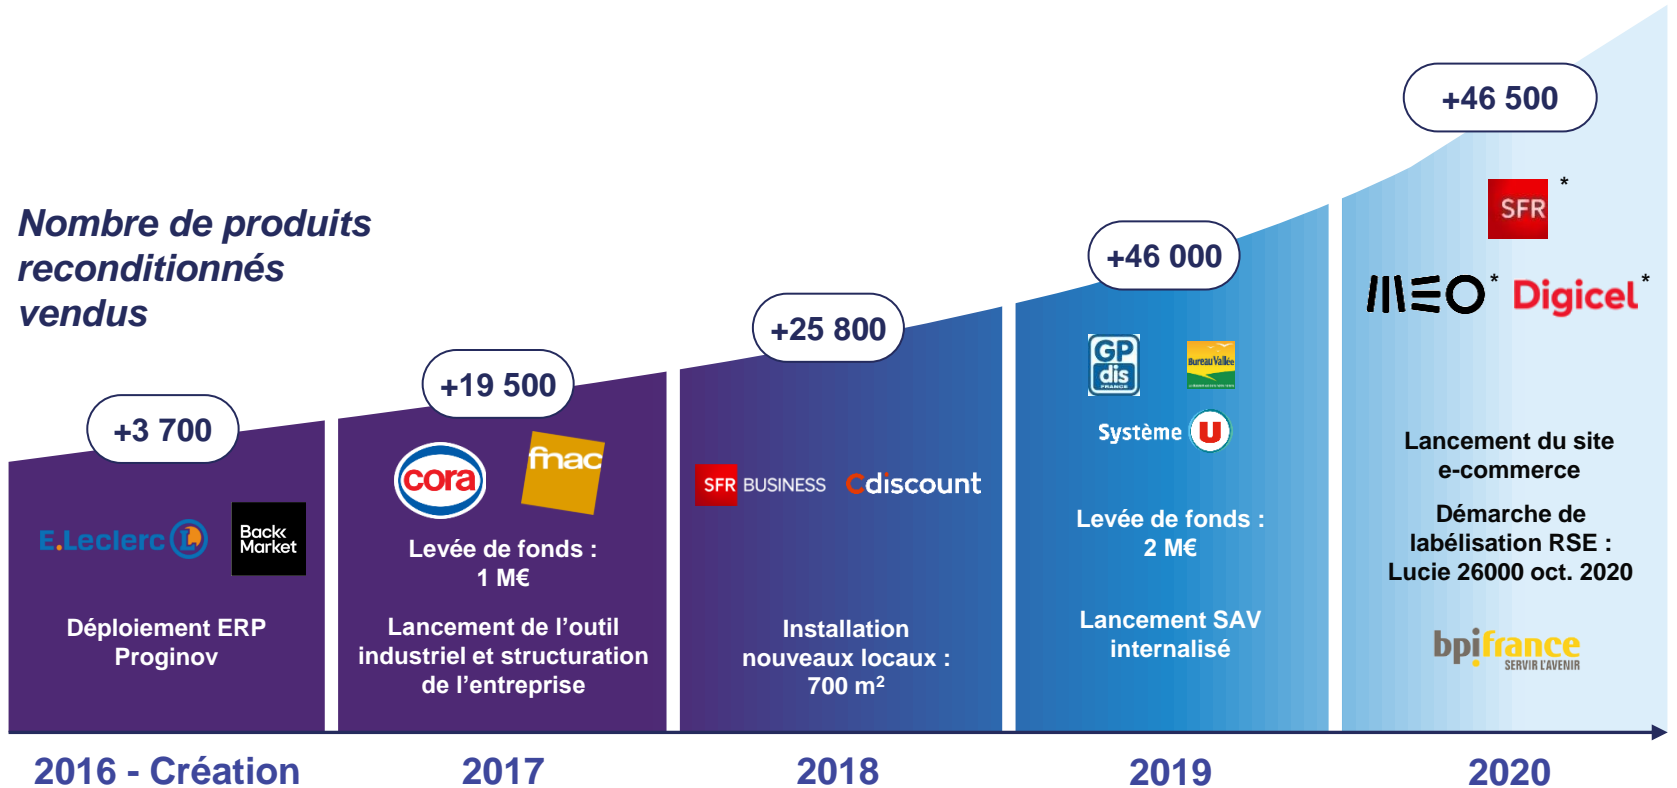 Nombre de produits
reconditionnés
vendus
+3 700
E.Leclerc L
Back
Market
Déploiement ERP
Proginov
2016 - Création
+19 500
cora
fnac
Levée de fonds :
1 M€
Lancement de l’outil
industriel et structuration
de l’entreprise
2017
+25 800
SFR BUSINESS
Cdiscount
Installation
nouveaux locaux :
700 m²
2018
+46 000
GP
dis
FRANCE
Bureau Vallée
Système U
Levée de fonds :
2 M€
Lancement SAV
internalisé
2019
+46 500
SFR *
MEO *
Digicel *
Lancement du site
e-commerce
Démarche de
labélisation RSE :
Lucie 26000 oct. 2020
bpifrance
SERVIR L'AVENIR
2020